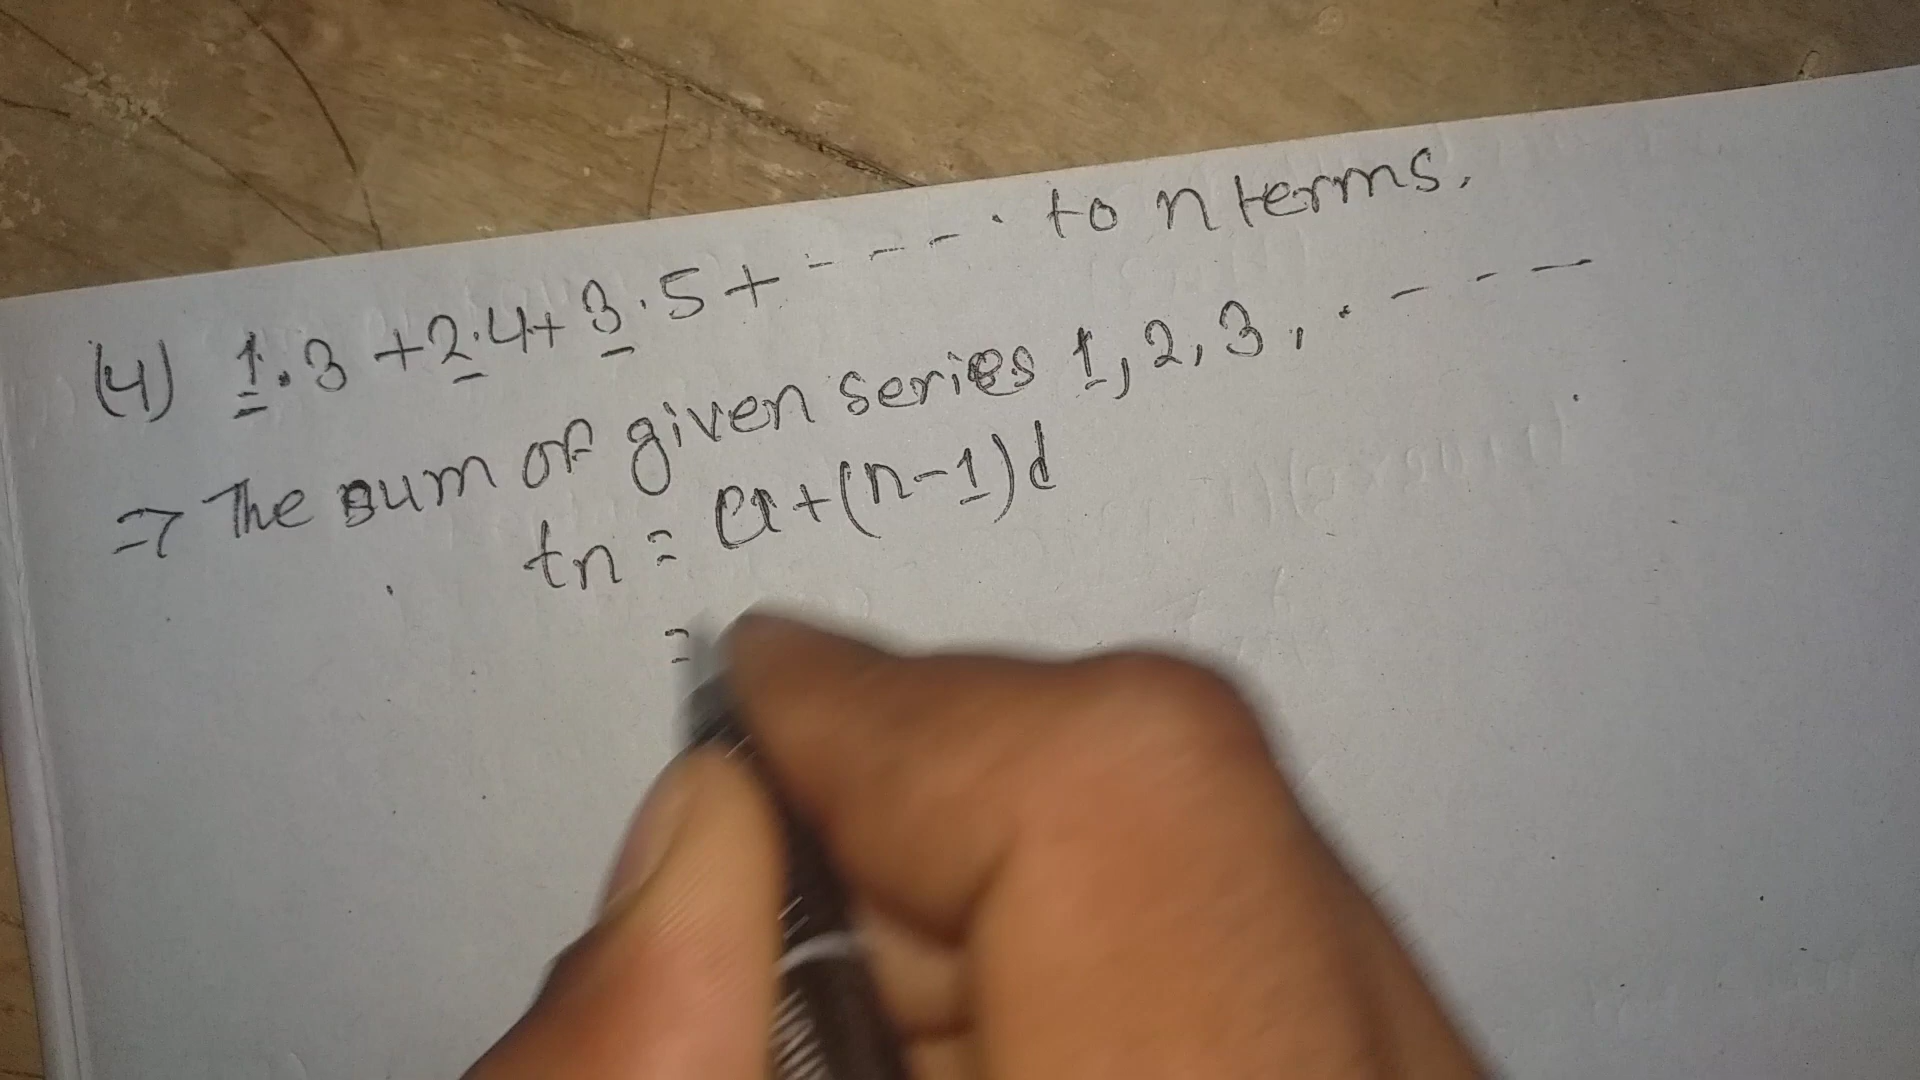 (4) 1.3 + 2.4 + 3.5 + - - - - . to n terms.
⇒ The sum of given series 1, 2, 3, . - - -
tn = a + (n-1)d
=